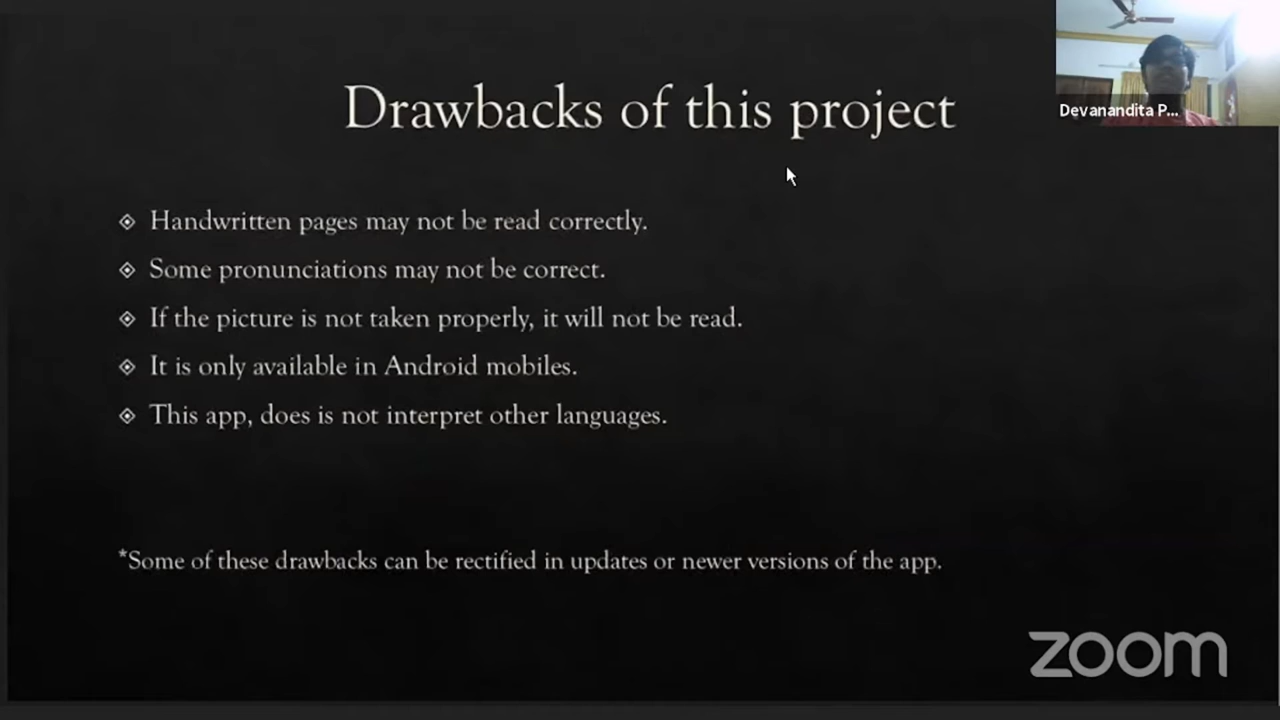 Drawbacks of this project
Devanandita P...
Handwritten pages may not be read correctly.
Some pronunciations may not be correct.
If the picture is not taken properly, it will not be read.
It is only available in Android mobiles.
This app, does is not interpret other languages.
*Some of these drawbacks can be rectified in updates or newer versions of the app.
zoom